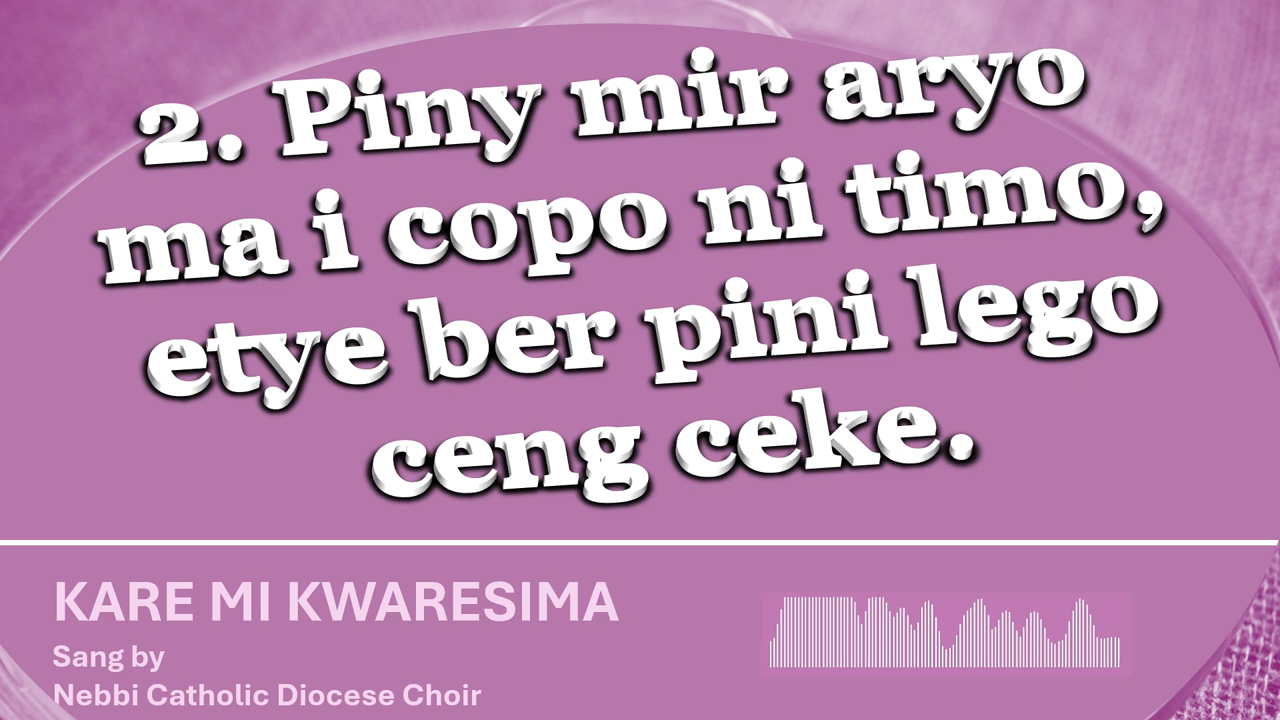 2. Piny mir aryo
ma i copo ni timo,
etye ber pini lego
ceng ceke.
KARE MI KWARESIMA
Sang by
Nebbi Catholic Diocese Choir